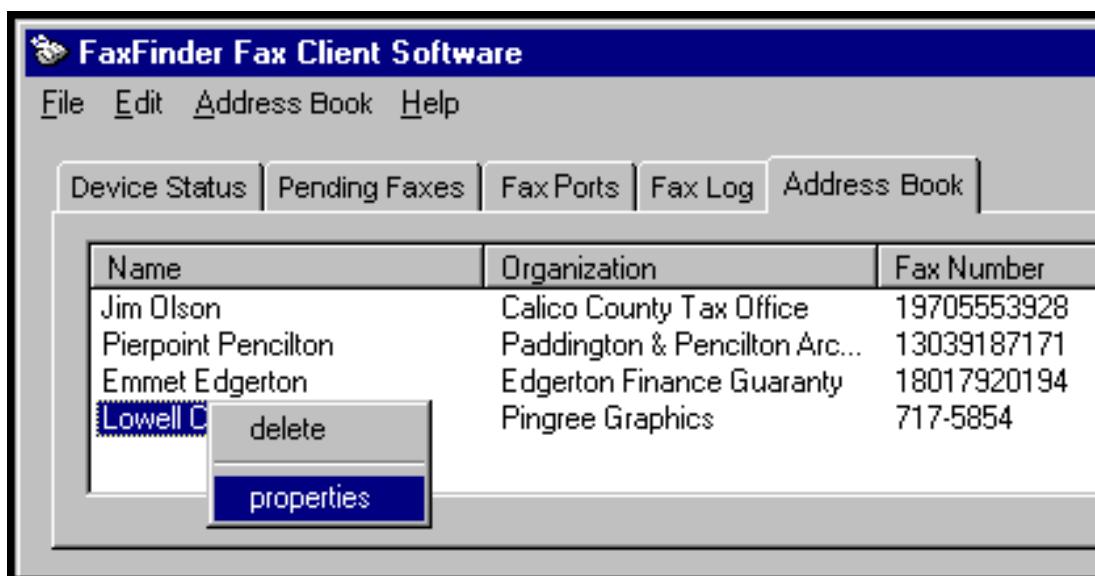 FaxFinder Fax Client Software
File Edit Address Book Help
Device Status Pending Faxes Fax Ports Fax Log Address Book
Name Organization Fax Number
Jim Olson Calico County Tax Office 19705553928
Pierpoint Pencilton Paddington & Pencilton Arc... 13039187171
Emmet Edgerton Edgerton Finance Guaranty 18017920194
Lowell C Pingree Graphics 717-5854
delete
properties